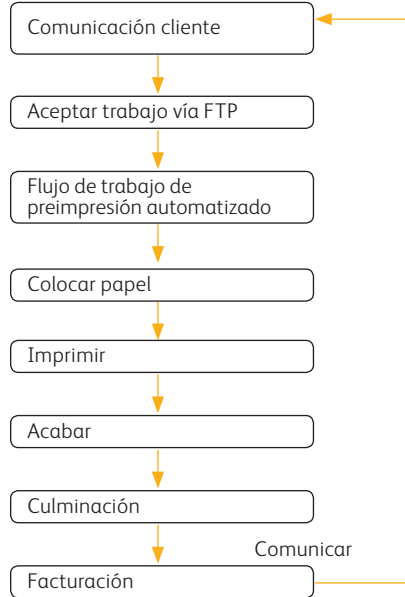 Comunicación cliente
Aceptar trabajo vía FTP
Flujo de trabajo de
preimpresión automatizado
Colocar papel
Imprimir
Acabar
Culminación
Comunicar
Facturación